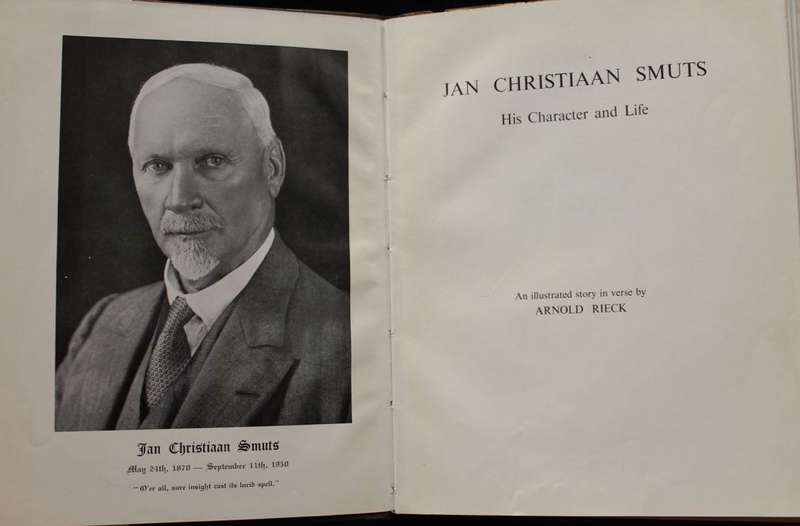 Jan Christiaan Smuts
May 24th, 1870 — September 11th, 1950
"O'er all, sure insight cast its lucid spell."
JAN CHRISTIAAN SMUTS
His Character and Life
An illustrated story in verse by
ARNOLD RIECK